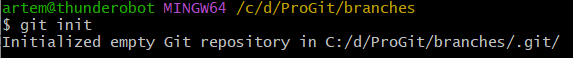 artem@thunderobot MINGW64 /c/d/ProGit/branches
$ git init
Initialized empty Git repository in C:/d/ProGit/branches/.git/